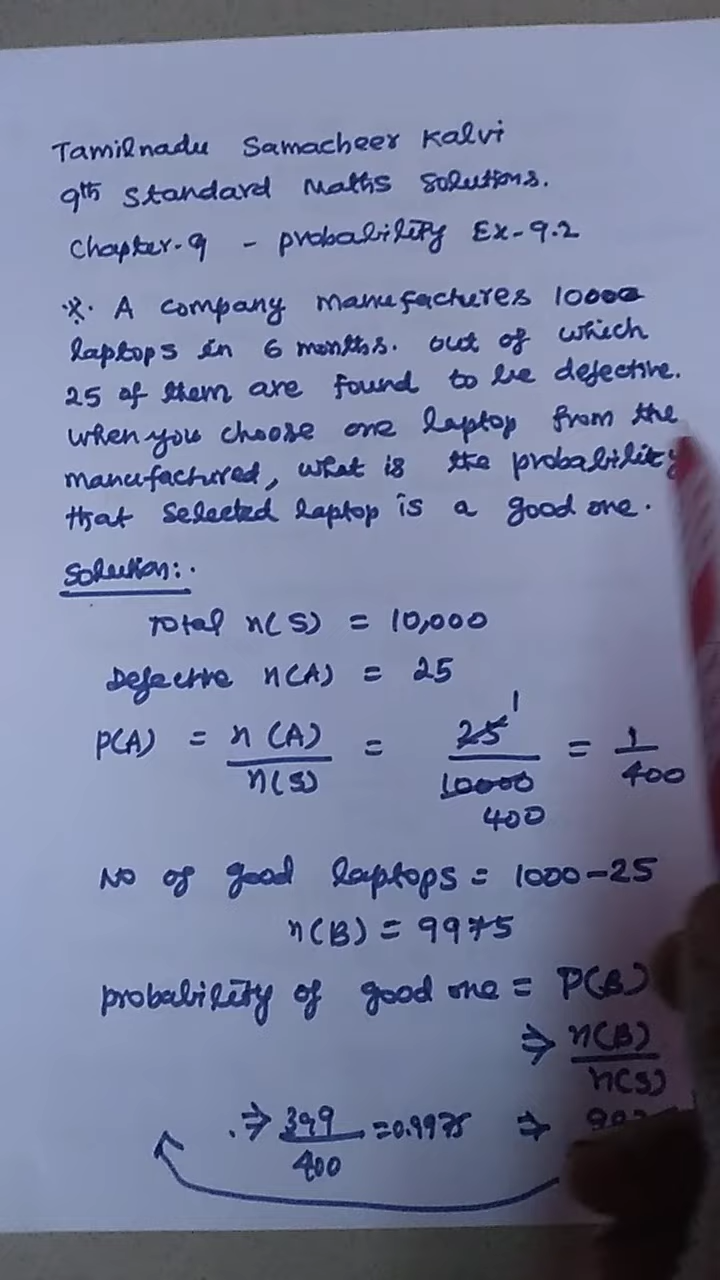 Tamilnadu Samacheer Kalvi
9th Standard Maths Solutions.
Chapter-9 - probability Ex-9.2
※. A company manufactures 10000
laptops in 6 months. out of which
25 of them are found to be defective.
when you choose one laptop from the
manufactured, what is the probability
that selected laptop is a good one.
Solution:.
Total n(S) = 10,000
Defective n(A) = 25
P(A) = n(A)/n(S) = 25/10000 = 1/400
1
400
No of good laptops = 1000-25
n(B) = 9975
probability of good one = P(B)
⇒ n(B)/n(S)
.⇒ 399/400 = 0.9975 ⇒